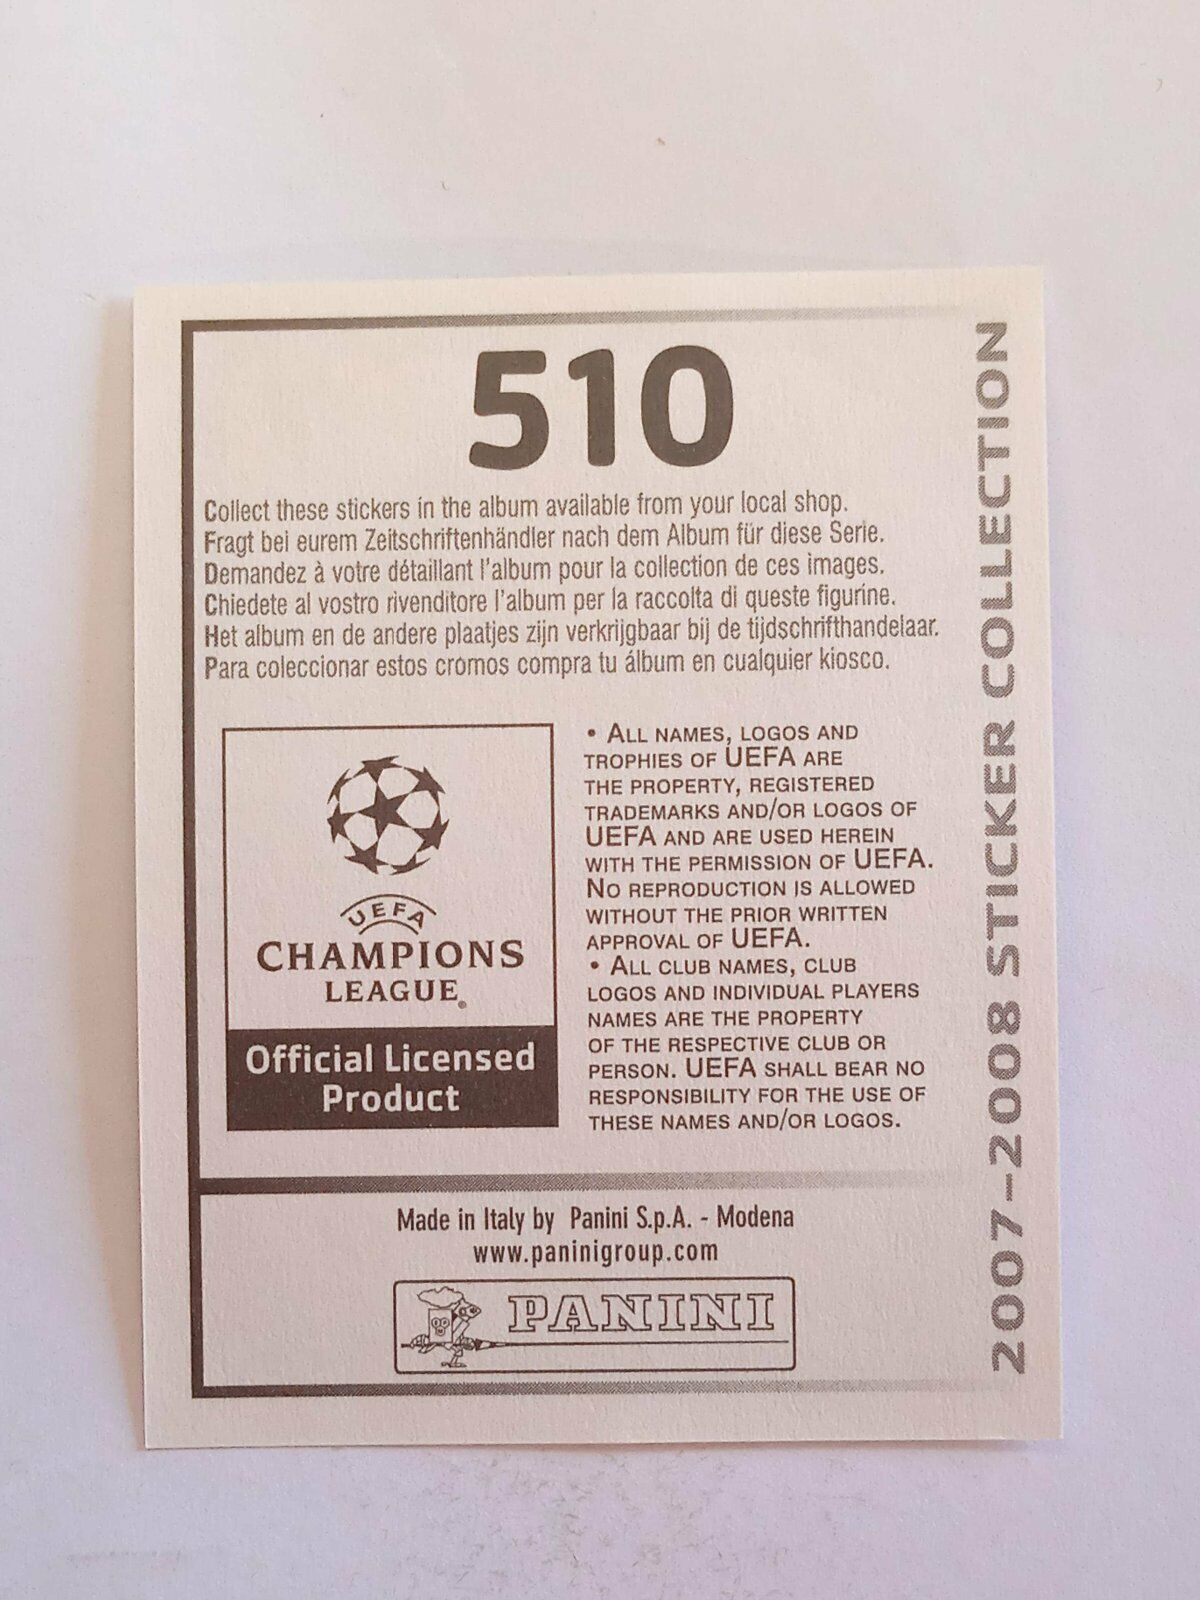 510
Collect these stickers in the album available from your local shop.
Fragt bei eurem Zeitschriftenhändler nach dem Album für diese Serie.
Demandez à votre détaillant l'album pour la collection de ces images.
Chiedete al vostro rivenditore l'album per la raccolta di queste figurine.
Het album en de andere plaatjes zijn verkrijgbaar bij de tijdschrifthandelaar.
Para coleccionar estos cromos compra tu álbum en cualquier kiosco.
UEFA
CHAMPIONS
LEAGUE®
Official Licensed
Product
• ALL NAMES, LOGOS AND
TROPHIES OF UEFA ARE
THE PROPERTY, REGISTERED
TRADEMARKS AND/OR LOGOS OF
UEFA AND ARE USED HEREIN
WITH THE PERMISSION OF UEFA.
NO REPRODUCTION IS ALLOWED
WITHOUT THE PRIOR WRITTEN
APPROVAL OF UEFA.
• ALL CLUB NAMES, CLUB
LOGOS AND INDIVIDUAL PLAYERS
NAMES ARE THE PROPERTY
OF THE RESPECTIVE CLUB OR
PERSON. UEFA SHALL BEAR NO
RESPONSIBILITY FOR THE USE OF
THESE NAMES AND/OR LOGOS.
Made in Italy by Panini S.p.A. - Modena
www.paninigroup.com
PANINI
2007-2008 STICKER COLLECTION